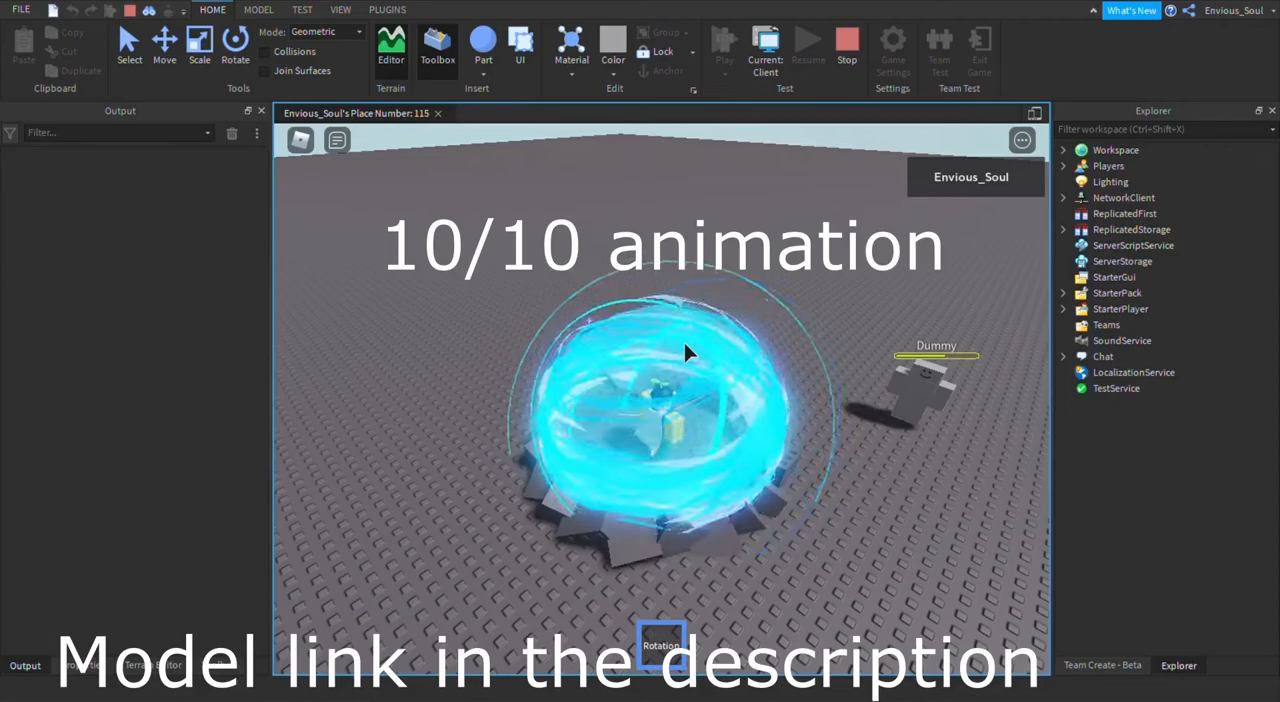 FILE HOME MODEL TEST VIEW PLUGINS What's New Envious_Soul
Paste Copy Cut Duplicate Clipboard
Select Move Scale Rotate Mode: Geometric Collisions Join Surfaces Tools
Editor Terrain
Toolbox Part UI Insert
Material Color Group Lock Anchor Edit
Play Current: Client Resume Stop Test
Game Settings Settings
Team Test Exit Game Team Test
Output
Filter...
Envious_Soul's Place Number: 115
Envious_Soul
10/10 animation
Dummy
Rotation
Model link in the description
Output
Terrain Editor
Explorer
Filter workspace (Ctrl+Shift+X)
Workspace
Players
Lighting
NetworkClient
ReplicatedFirst
ReplicatedStorage
ServerScriptService
ServerStorage
StarterGui
StarterPack
StarterPlayer
Teams
SoundService
Chat
LocalizationService
TestService
Team Create - Beta Explorer